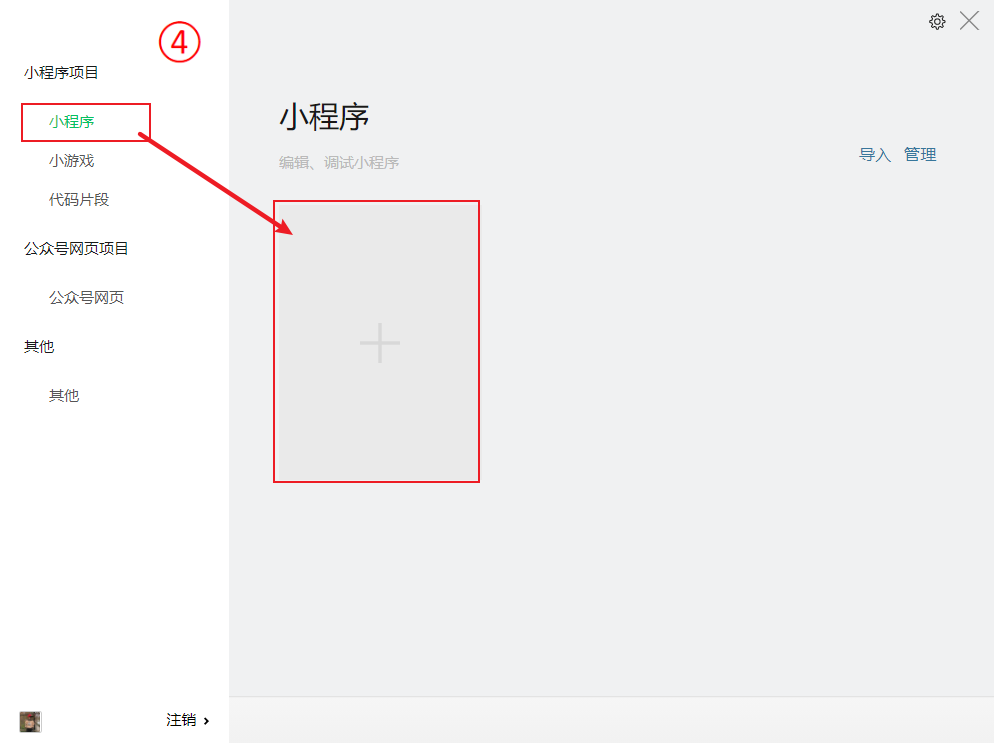 ④
小程序项目
小程序
小游戏
代码片段
公众号网页项目
公众号网页
其他
其他
注销
小程序
编辑、调试小程序
导入 管理